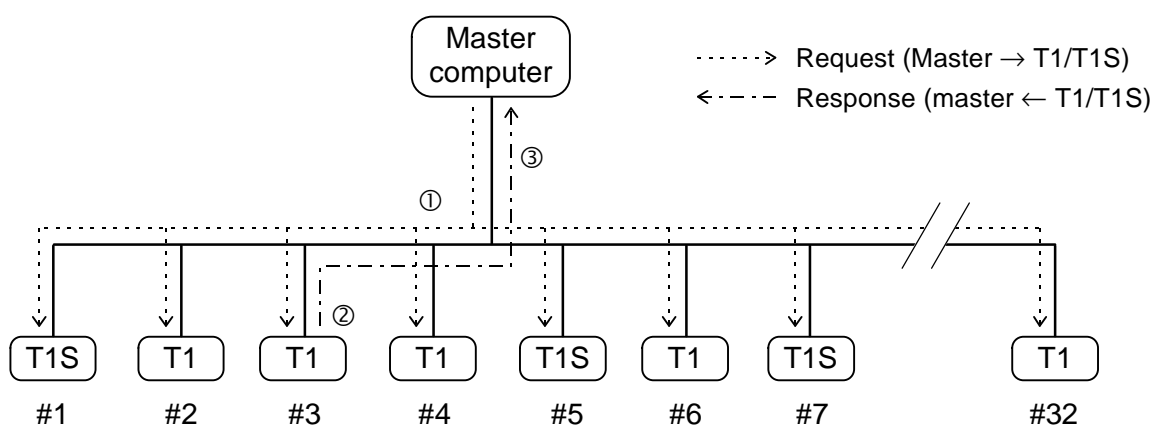 Master
computer
Request (Master → T1/T1S)
Response (master ← T1/T1S)
③
①
②
T1S T1 T1 T1 T1S T1 T1S T1
#1 #2 #3 #4 #5 #6 #7 #32